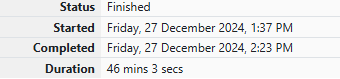 Status Finished
Started Friday, 27 December 2024, 1:37 PM
Completed Friday, 27 December 2024, 2:23 PM
Duration 46 mins 3 secs